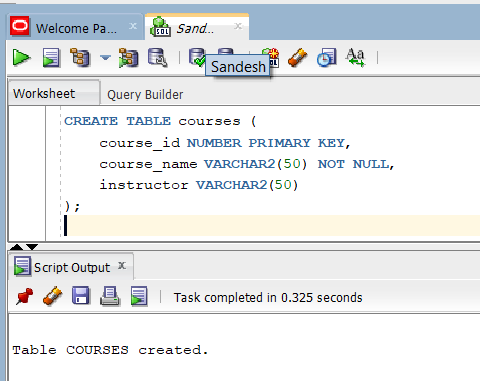 Welcome Pa...
Sand...
Sandesh
Worksheet
Query Builder
CREATE TABLE courses (
course_id NUMBER PRIMARY KEY,
course_name VARCHAR2(50) NOT NULL,
instructor VARCHAR2(50)
);
Script Output
Task completed in 0.325 seconds
Table COURSES created.